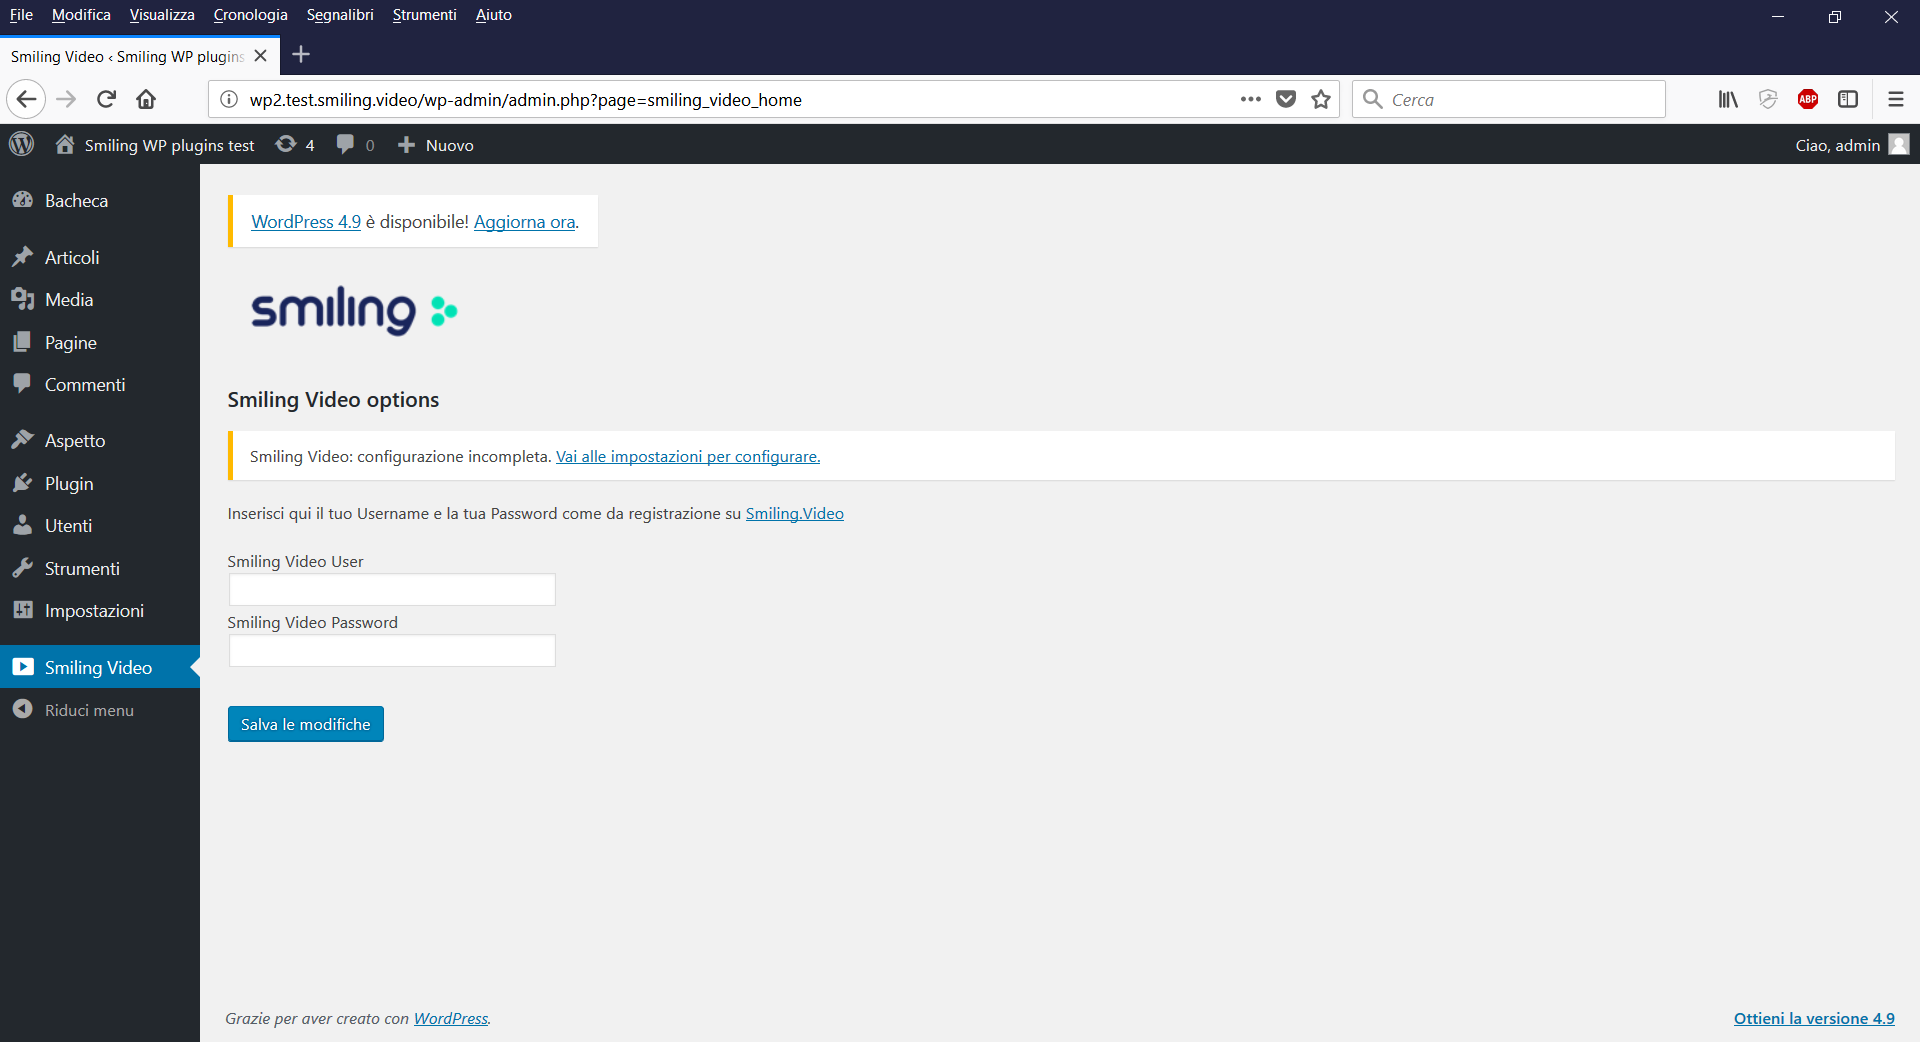 File Modifica Visualizza Cronologia Segnalibri Strumenti Aiuto
Smiling Video ‹ Smiling WP plugins
wp2.test.smiling.video/wp-admin/admin.php?page=smiling_video_home
Cerca
ABP
Smiling WP plugins test 4 0 Nuovo
Ciao, admin
Bacheca
Articoli
Media
Pagine
Commenti
Aspetto
Plugin
Utenti
Strumenti
Impostazioni
Smiling Video
Riduci menu
WordPress 4.9 è disponibile! Aggiorna ora.
smiling
Smiling Video options
Smiling Video: configurazione incompleta. Vai alle impostazioni per configurare.
Inserisci qui il tuo Username e la tua Password come da registrazione su Smiling.Video
Smiling Video User
Smiling Video Password
Salva le modifiche
Grazie per aver creato con WordPress.
Ottieni la versione 4.9